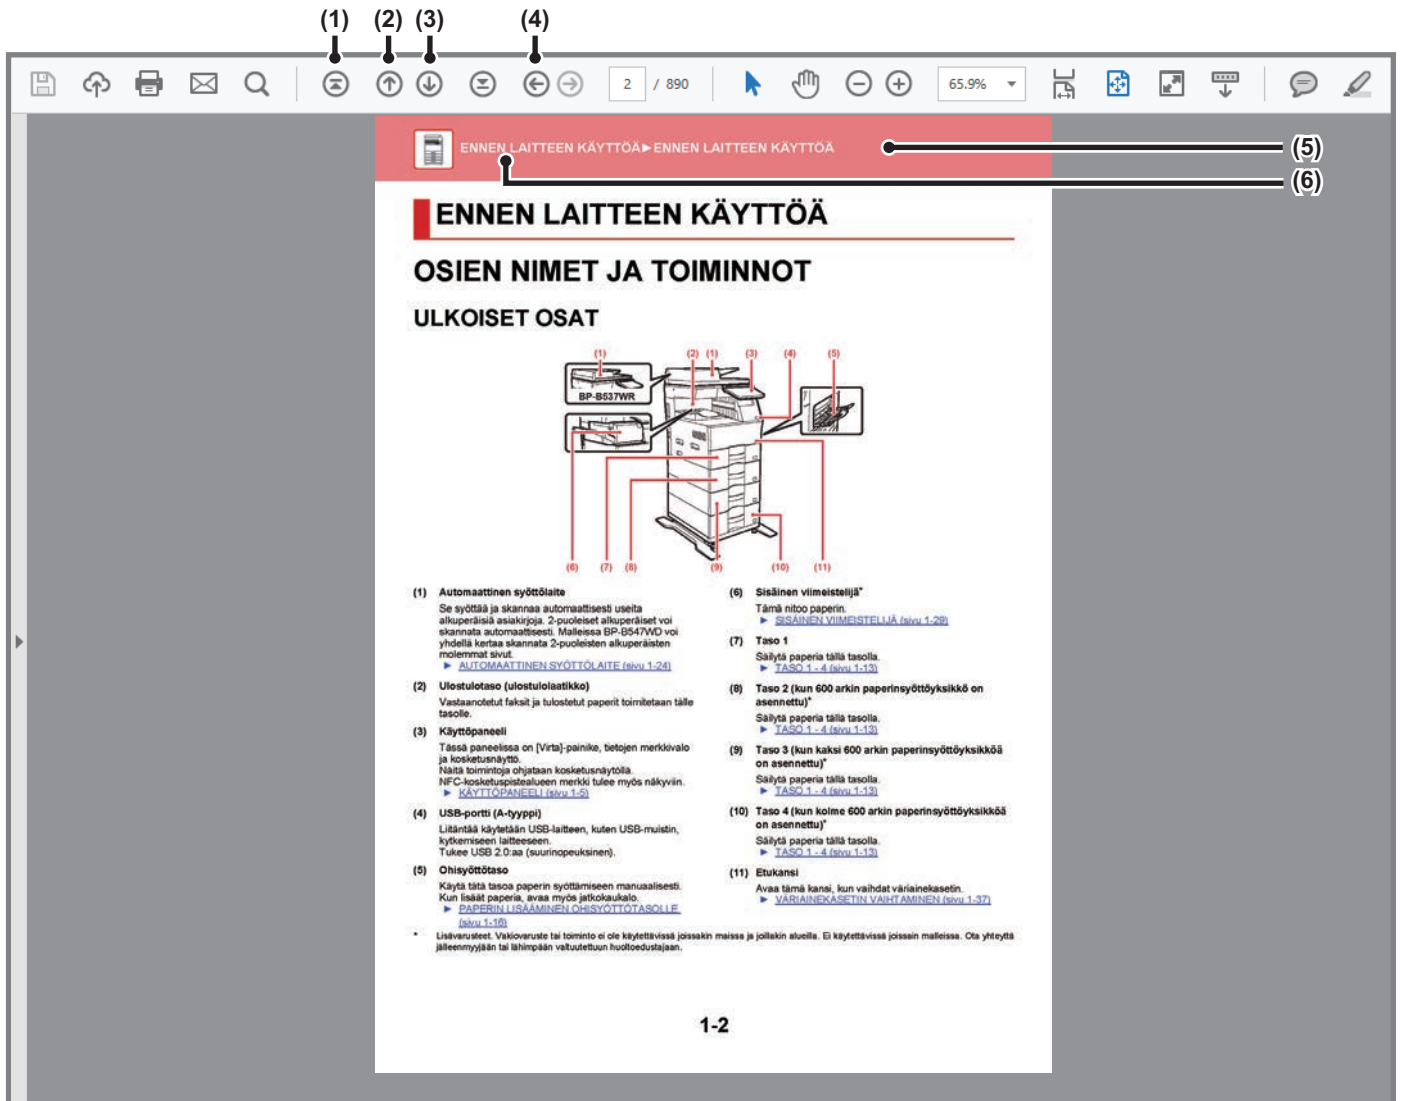 (1) (2) (3) (4)
2 / 890 65.9%
ENNEN LAITTEEN KÄYTTÖÄ►ENNEN LAITTEEN KÄYTTÖÄ
(5)
(6)
ENNEN LAITTEEN KÄYTTÖÄ
OSIEN NIMET JA TOIMINNOT
ULKOISET OSAT
(1) (2) (1) (3) (4) (5)
BP-B537WR
(6) (7) (8) (9) (10) (11)
(1) Automaattinen syöttölaite
Se syöttää ja skannaa automaattisesti useita
alkuperäisiä asiakirjoja. 2-puoleiset alkuperäiset voi
skannata automaattisesti. Malleissa BP-B547WD voi
yhdellä kertaa skannata 2-puoleisten alkuperäisten
molemmat sivut.
► AUTOMAATTINEN SYÖTTÖLAITE (sivu 1-24)
(2) Ulostulotaso (ulostulolaatikko)
Vastaanotetut faksit ja tulostetut paperit toimitetaan tälle
tasolle.
(3) Käyttöpaneeli
Tässä paneelissa on [Virta]-painike, tietojen merkkivalo
ja kosketusnäyttö.
Näitä toimintoja ohjataan kosketusnäytöllä.
NFC-kosketuspistealueen merkki tulee myös näkyviin.
► KÄYTTÖPANEELI (sivu 1-5)
(4) USB-portti (A-tyyppi)
Liitäntää käytetään USB-laitteen, kuten USB-muistin,
kytkemiseen laitteeseen.
Tukee USB 2.0:aa (suurinopeuksinen).
(5) Ohisyöttötaso
Käytä tätä tasoa paperin syöttämiseen manuaalisesti.
Kun lisäät paperia, avaa myös jatkokaukalo.
► PAPERIN LISÄÄMINEN OHISYÖTTÖTASOLLE
(sivu 1-16)
(6) Sisäinen viimeistelijä*
Tämä nitoo paperin.
► SISÄINEN VIIMEISTELIJÄ (sivu 1-29)
(7) Taso 1
Säilytä paperia tällä tasolla.
► TASO 1 - 4 (sivu 1-13)
(8) Taso 2 (kun 600 arkin paperinsyöttöyksikkö on
asennettu)*
Säilytä paperia tällä tasolla.
► TASO 1 - 4 (sivu 1-13)
(9) Taso 3 (kun kaksi 600 arkin paperinsyöttöyksikköä
on asennettu)*
Säilytä paperia tällä tasolla.
► TASO 1 - 4 (sivu 1-13)
(10) Taso 4 (kun kolme 600 arkin paperinsyöttöyksikköä
on asennettu)*
Säilytä paperia tällä tasolla.
► TASO 1 - 4 (sivu 1-13)
(11) Etukansi
Avaa tämä kansi, kun vaihdat väriainekasetin.
► VÄRIAINEKASETIN VAIHTAMINEN (sivu 1-37)
* Lisävarusteet. Vakiovaruste tai toiminto ei ole käytettävissä joissakin maissa ja joillakin alueilla. Ei käytettävissä joissain malleissa. Ota yhteyttä
jälleenmyyjään tai lähimpään valtuutettuun huoltoedustajaan.
1-2